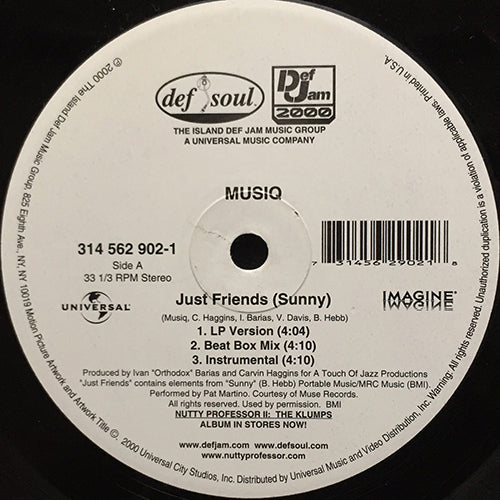 def soul
Def
Jam
2000
THE ISLAND DEF JAM MUSIC GROUP
A UNIVERSAL MUSIC COMPANY
MUSIQ
314 562 902-1
Side A
33 1/3 RPM Stereo
7 31456 29021 8
UNIVERSAL
IMAGINE
Just Friends (Sunny)
(Musiq, C. Haggins, I. Barias, V. Davis, B. Hebb)
1. LP Version (4:04)
2. Beat Box Mix (4:10)
3. Instrumental (4:10)
Produced by Ivan "Orthodox" Barias and Carvin Haggins for A Touch Of Jazz Productions
"Just Friends" contains elements from "Sunny" (B. Hebb) Portable Music/MRC Music (BMI).
Performed by Pat Martino. Courtesy of Muse Records.
All rights reserved. Used by permission. BMI
NUTTY PROFESSOR II: THE KLUMPS
ALBUM IN STORES NOW!
www.defjam.com www.defsoul.com
www.nuttyprofessor.com
℗ 2000 The Island Def Jam Music Group, 825 Eighth Ave., NY, NY 10019 Motion Picture Artwork and Artwork Title © 2000 Universal City Studios, Inc. Distributed by Universal Music and Video Distribution, Inc. Warning: All rights reserved. Unauthorized duplication is a violation of applicable laws. Printed in U.S.A.